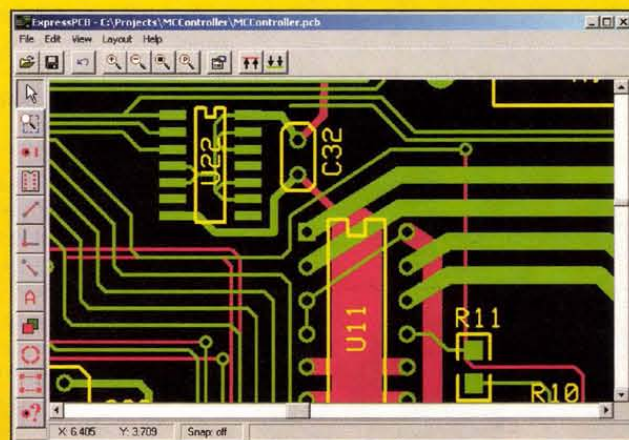 ExpressPCB - C:\Projects\MCController\MCController.pcb
File Edit View Layout Help
U22
C32
U11
R11
R10
A
X: 6.405 Y: 3.709 Snap: off